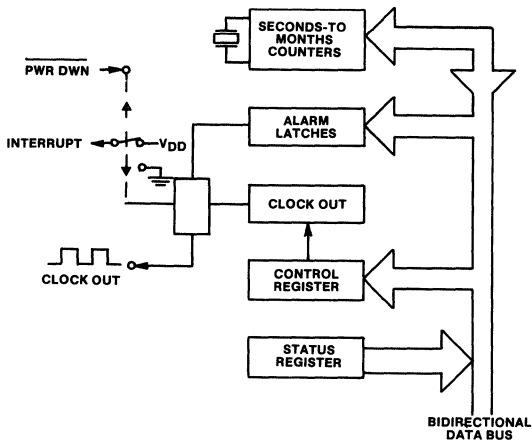 SECONDS-TO
MONTHS
COUNTERS
PWR DWN
INTERRUPT
VDD
ALARM
LATCHES
CLOCK OUT
CLOCK OUT
CONTROL
REGISTER
STATUS
REGISTER
BIDIRECTIONAL
DATA BUS